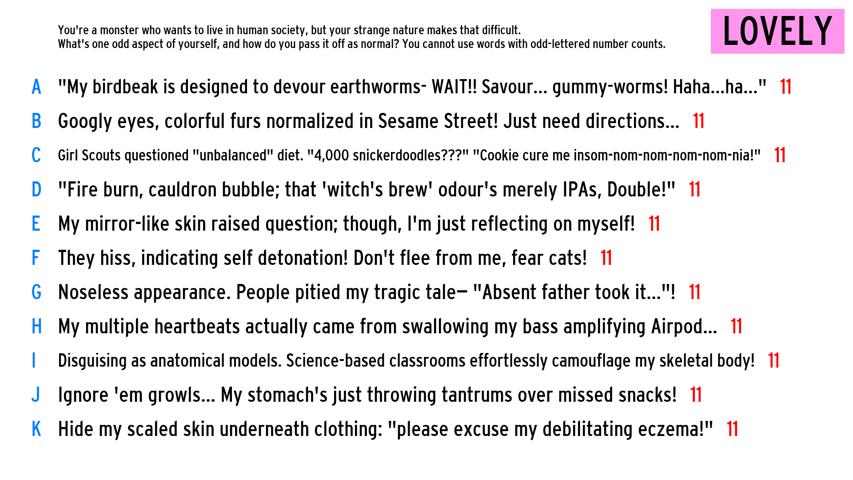 You're a monster who wants to live in human society, but your strange nature makes that difficult.
What's one odd aspect of yourself, and how do you pass it off as normal? You cannot use words with odd-lettered number counts.
LOVELY
A "My birdbeak is designed to devour earthworms- WAIT!! Savour... gummy-worms! Haha...ha..." 11
B Googly eyes, colorful furs normalized in Sesame Street! Just need directions... 11
C Girl Scouts questioned "unbalanced" diet. "4,000 snickerdoodles???" "Cookie cure me insom-nom-nom-nom-nom-nia!" 11
D "Fire burn, cauldron bubble; that 'witch's brew' odour's merely IPAs, Double!" 11
E My mirror-like skin raised question; though, I'm just reflecting on myself! 11
F They hiss, indicating self detonation! Don't flee from me, fear cats! 11
G Noseless appearance. People pitied my tragic tale– "Absent father took it..."! 11
H My multiple heartbeats actually came from swallowing my bass amplifying Airpod... 11
I Disguising as anatomical models. Science-based classrooms effortlessly camouflage my skeletal body! 11
J Ignore 'em growls... My stomach's just throwing tantrums over missed snacks! 11
K Hide my scaled skin underneath clothing: "please excuse my debilitating eczema!" 11